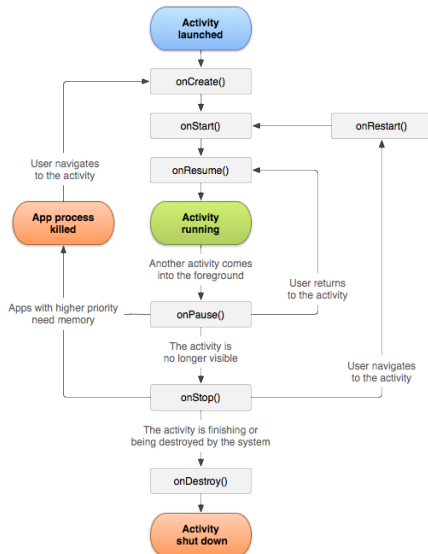 Activity
launched
onCreate()
onStart()
onRestart()
User navigates
to the activity
onResume()
App process
killed
Activity
running
Another activity comes
into the foreground
User returns
to the activity
Apps with higher priority
need memory
onPause()
The activity is
no longer visible
User navigates
to the activity
onStop()
The activity is finishing or
being destroyed by the system
onDestroy()
Activity
shut down